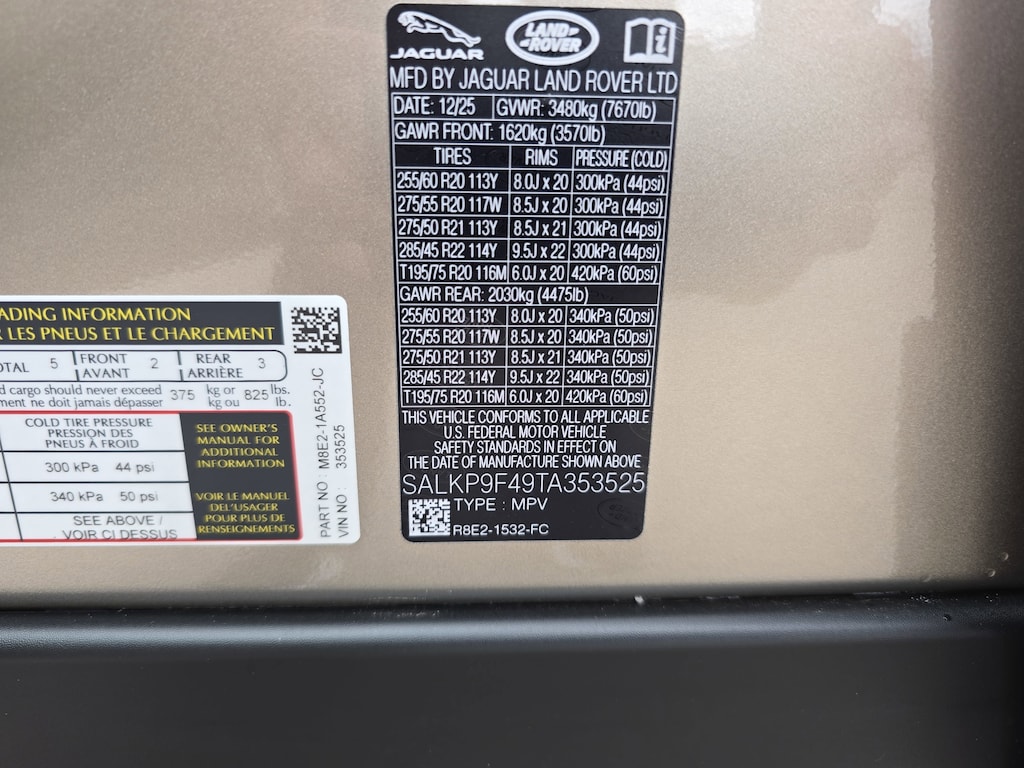 JAGUAR
LAND ROVER
MFD BY JAGUAR LAND ROVER LTD
DATE: 12/25 GVWR: 3480kg (7670lb)
GAWR FRONT: 1620kg (3570lb)
TIRES RIMS PRESSURE (COLD)
255/60 R20 113Y 8.0J x 20 300kPa (44psi)
275/55 R20 117W 8.5J x 20 300kPa (44psi)
275/50 R21 113Y 8.5J x 21 300kPa (44psi)
285/45 R22 114Y 9.5J x 22 300kPa (44psi)
T195/75 R20 116M 6.0J x 20 420kPa (60psi)
GAWR REAR: 2030kg (4475lb)
255/60 R20 113Y 8.0J x 20 340kPa (50psi)
275/55 R20 117W 8.5J x 20 340kPa (50psi)
275/50 R21 113Y 8.5J x 21 340kPa (50psi)
285/45 R22 114Y 9.5J x 22 340kPa (50psi)
T195/75 R20 116M 6.0J x 20 420kPa (60psi)
THIS VEHICLE CONFORMS TO ALL APPLICABLE
U.S. FEDERAL MOTOR VEHICLE
SAFETY STANDARDS IN EFFECT ON
THE DATE OF MANUFACTURE SHOWN ABOVE
SALKP9F49TA353525
TYPE : MPV
R8E2-1532-FC
ADING INFORMATION
R LES PNEUS ET LE CHARGEMENT
OTAL 5 FRONT AVANT 2 REAR ARRIÈRE 3
d cargo should never exceed 375 kg or 825 lbs.
ment ne doit jamais dépasser kg ou lb.
COLD TIRE PRESSURE
PRESSION DES
PNEUS À FROID
300 kPa 44 psi
340 kPa 50 psi
SEE ABOVE /
VOIR CI DESSUS
SEE OWNER'S
MANUAL FOR
ADDITIONAL
INFORMATION
VOIR LE MANUEL
DEL'USAGER
POUR PLUS DE
RENSEIGNEMENTS
PART NO : M8E2-1A552-JC
VIN NO : 353525